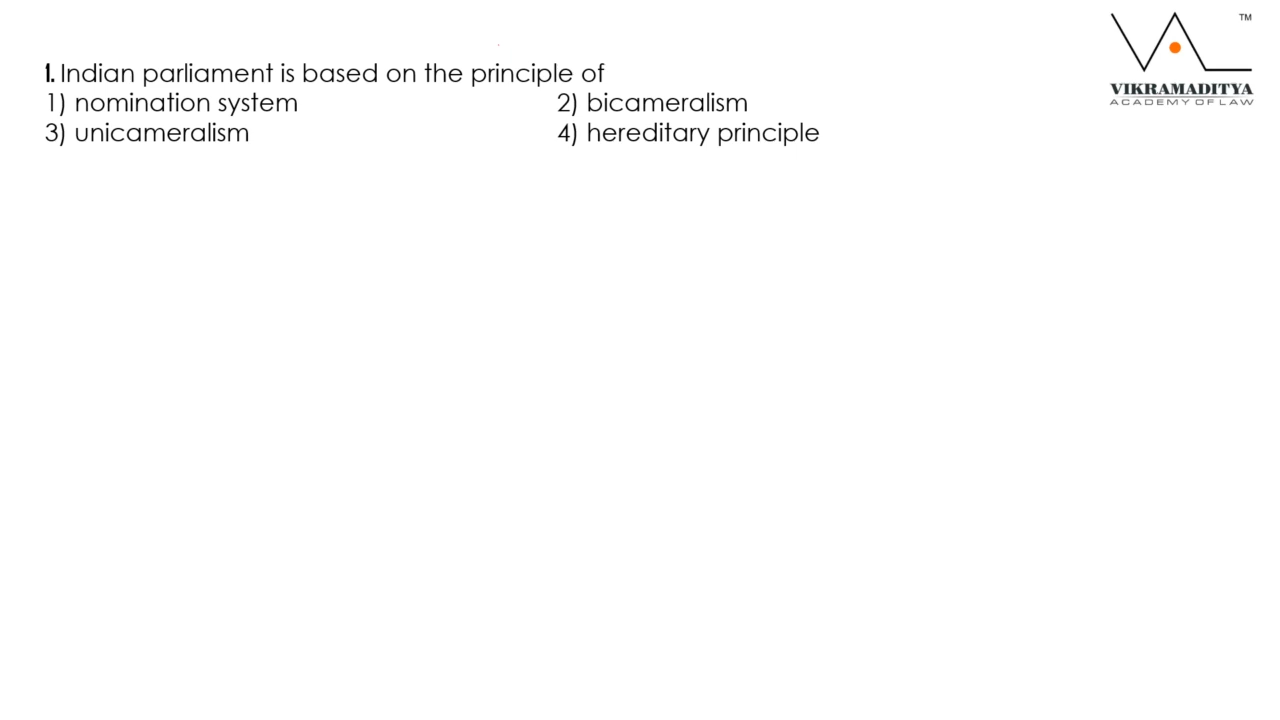 1. Indian parliament is based on the principle of
1) nomination system 2) bicameralism
3) unicameralism 4) hereditary principle
TM
VIKRAMADITYA
ACADEMY OF LAW